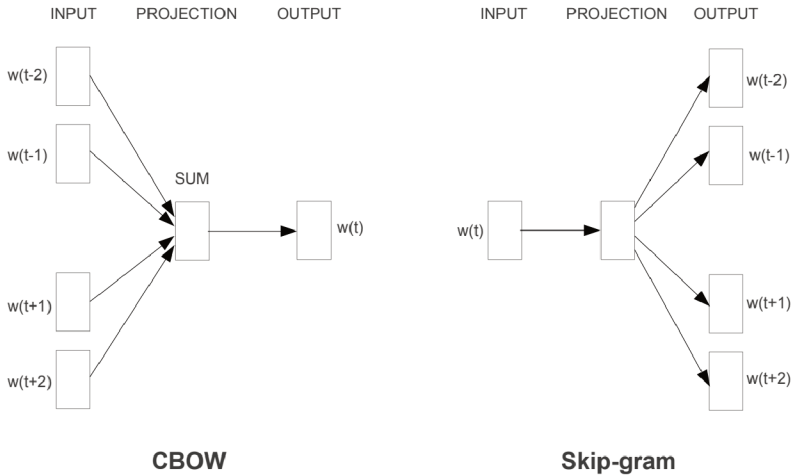 INPUT PROJECTION OUTPUT
w(t-2)
w(t-1)
SUM
w(t)
w(t+1)
w(t+2)
CBOW
INPUT PROJECTION OUTPUT
w(t-2)
w(t-1)
w(t)
w(t+1)
w(t+2)
Skip-gram